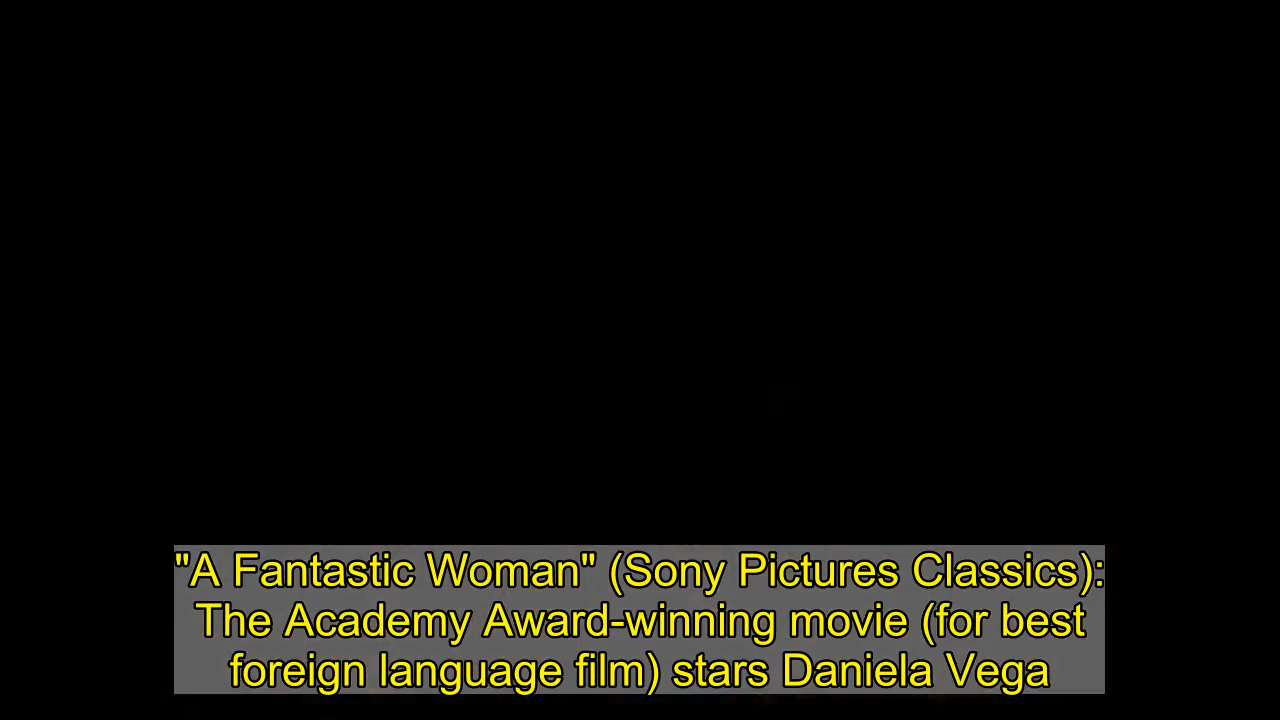 "A Fantastic Woman" (Sony Pictures Classics):
The Academy Award-winning movie (for best
foreign language film) stars Daniela Vega